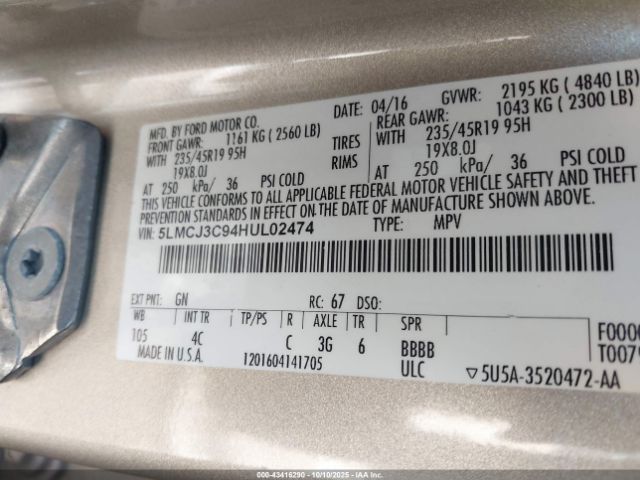 MFD. BY FORD MOTOR CO.
DATE: 04/16 GVWR: 2195 KG ( 4840 LB)
FRONT GAWR: 1161 KG ( 2560 LB) REAR GAWR: 1043 KG ( 2300 LB)
WITH 235/45R19 95H TIRES WITH 235/45R19 95H
19X8.0J RIMS 19X8.0J
AT 250 kPa/ 36 PSI COLD AT 250 kPa/ 36 PSI COLD
THIS VEHICLE CONFORMS TO ALL APPLICABLE FEDERAL MOTOR VEHICLE SAFETY AND THEFT
PREVENTION STANDARDS IN EFFECT ON THE DATE OF MANUFACTURE SHOWN ABOVE.
VIN: 5LMCJ3C94HUL02474 TYPE: MPV
EXT PNT: GN RC: 67 DSO:
WB INT TR TP/PS R AXLE TR SPR
105 4C C 3G 6 BBBB
MADE IN U.S.A. 1201604141705 ULC ▽5U5A-3520472-AA
000-43416290 - 10/10/2025 - IAAI.COM